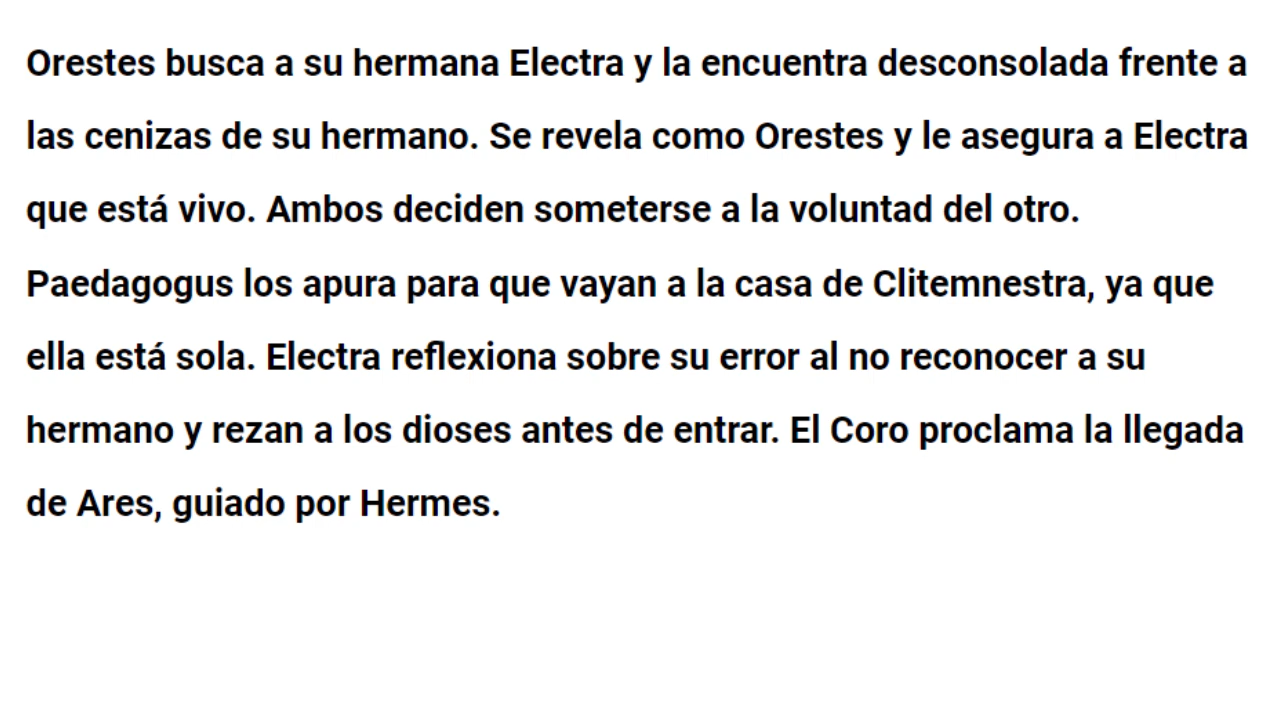 Orestes busca a su hermana Electra y la encuentra desconsolada frente a
las cenizas de su hermano. Se revela como Orestes y le asegura a Electra
que está vivo. Ambos deciden someterse a la voluntad del otro.
Paedagogus los apura para que vayan a la casa de Clitemnestra, ya que
ella está sola. Electra reflexiona sobre su error al no reconocer a su
hermano y rezan a los dioses antes de entrar. El Coro proclama la llegada
de Ares, guiado por Hermes.